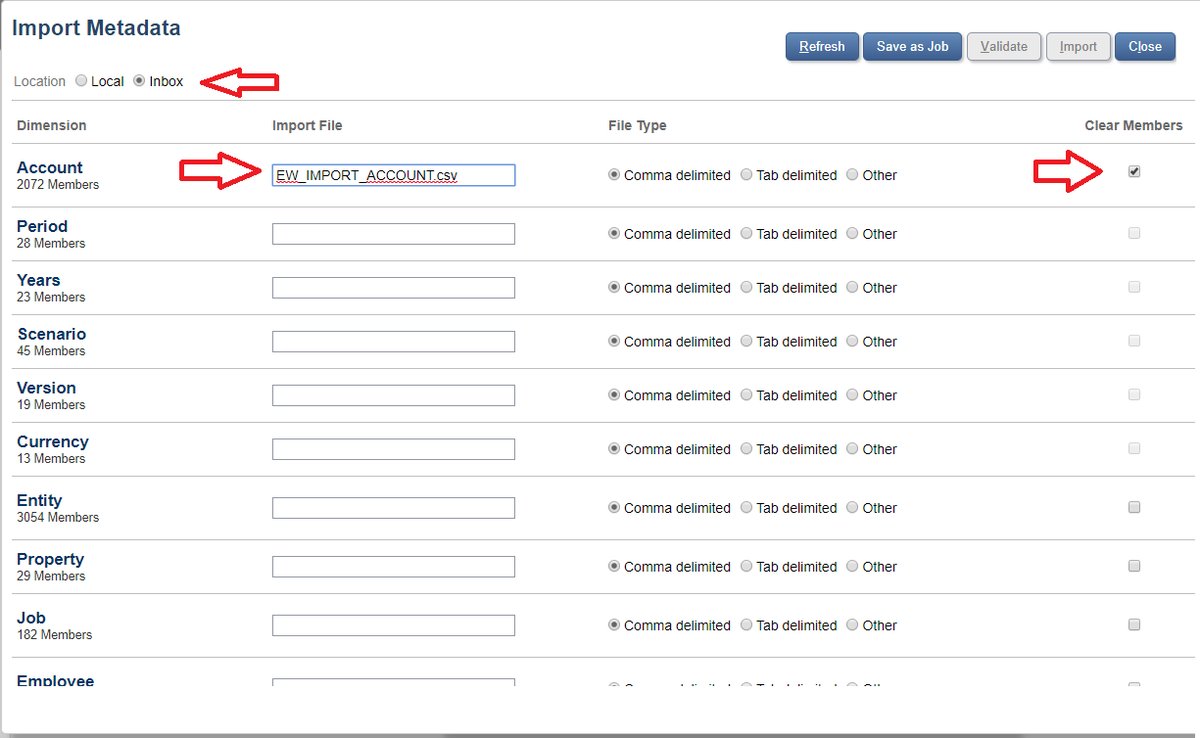 Import Metadata
Refresh Save as Job Validate Import Close
Location Local Inbox
Dimension Import File File Type Clear Members
Account
2072 Members
EW_IMPORT_ACCOUNT.csv Comma delimited Tab delimited Other
Period
28 Members
Comma delimited Tab delimited Other
Years
23 Members
Comma delimited Tab delimited Other
Scenario
45 Members
Comma delimited Tab delimited Other
Version
19 Members
Comma delimited Tab delimited Other
Currency
13 Members
Comma delimited Tab delimited Other
Entity
3054 Members
Comma delimited Tab delimited Other
Property
29 Members
Comma delimited Tab delimited Other
Job
182 Members
Comma delimited Tab delimited Other
Employee